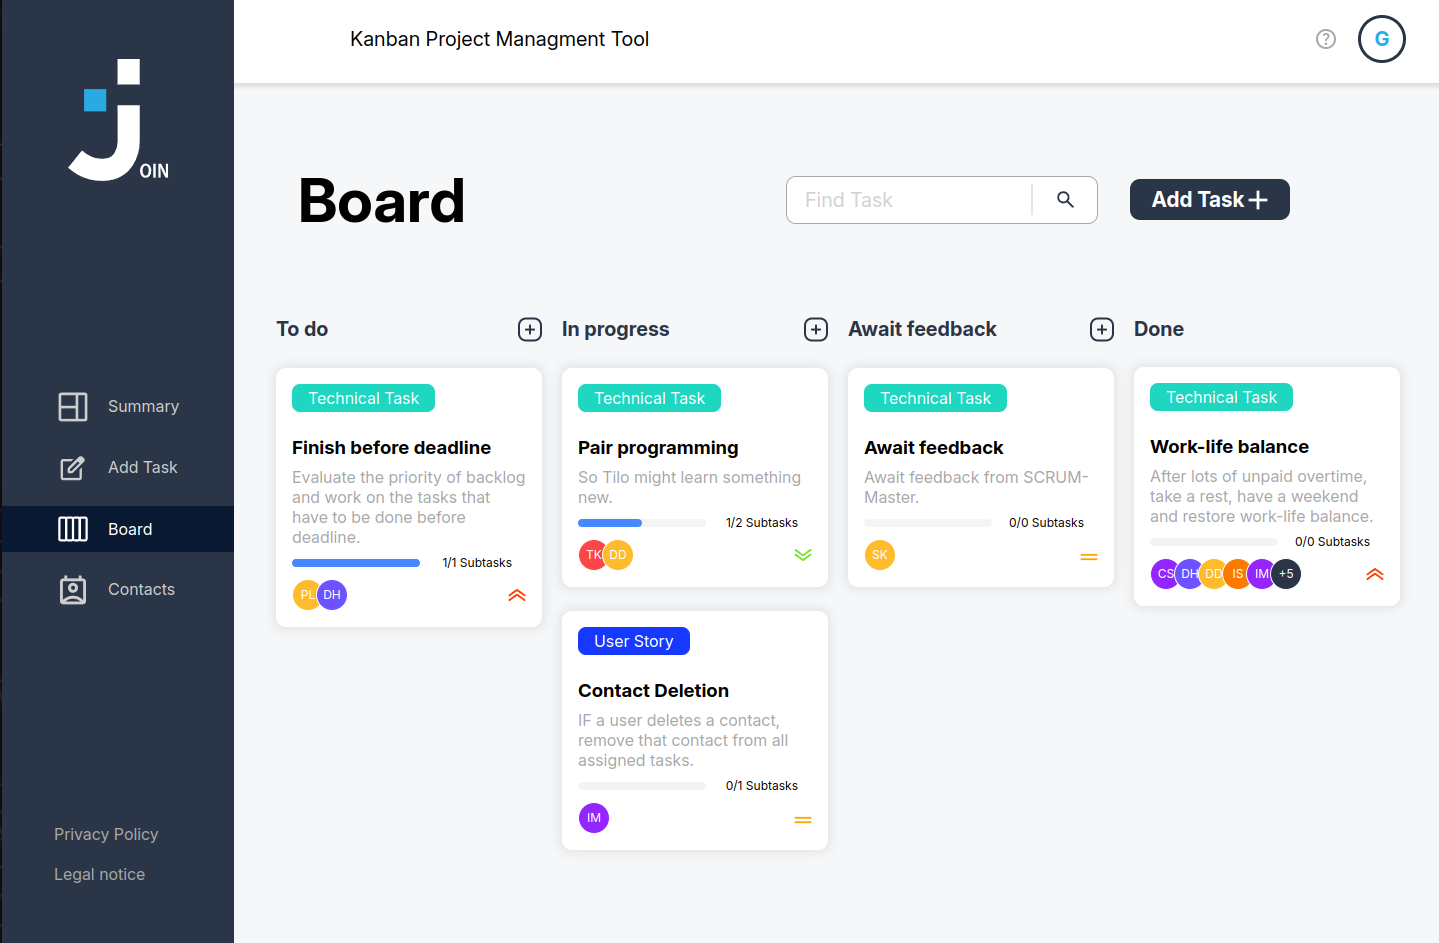 Kanban Project Managment Tool
G
OIN
Board
Find Task
Add Task
Summary
Add Task
Board
Contacts
Privacy Policy
Legal notice
To do
Technical Task
Finish before deadline
Evaluate the priority of backlog
and work on the tasks that
have to be done before
deadline.
1/1 Subtasks
PL DH
In progress
Technical Task
Pair programming
So Tilo might learn something
new.
1/2 Subtasks
TK DD
User Story
Contact Deletion
IF a user deletes a contact,
remove that contact from all
assigned tasks.
0/1 Subtasks
IM
Await feedback
Technical Task
Await feedback
Await feedback from SCRUM-
Master.
0/0 Subtasks
SK
Done
Technical Task
Work-life balance
After lots of unpaid overtime,
take a rest, have a weekend
and restore work-life balance.
0/0 Subtasks
CS DH DD IS IM +5